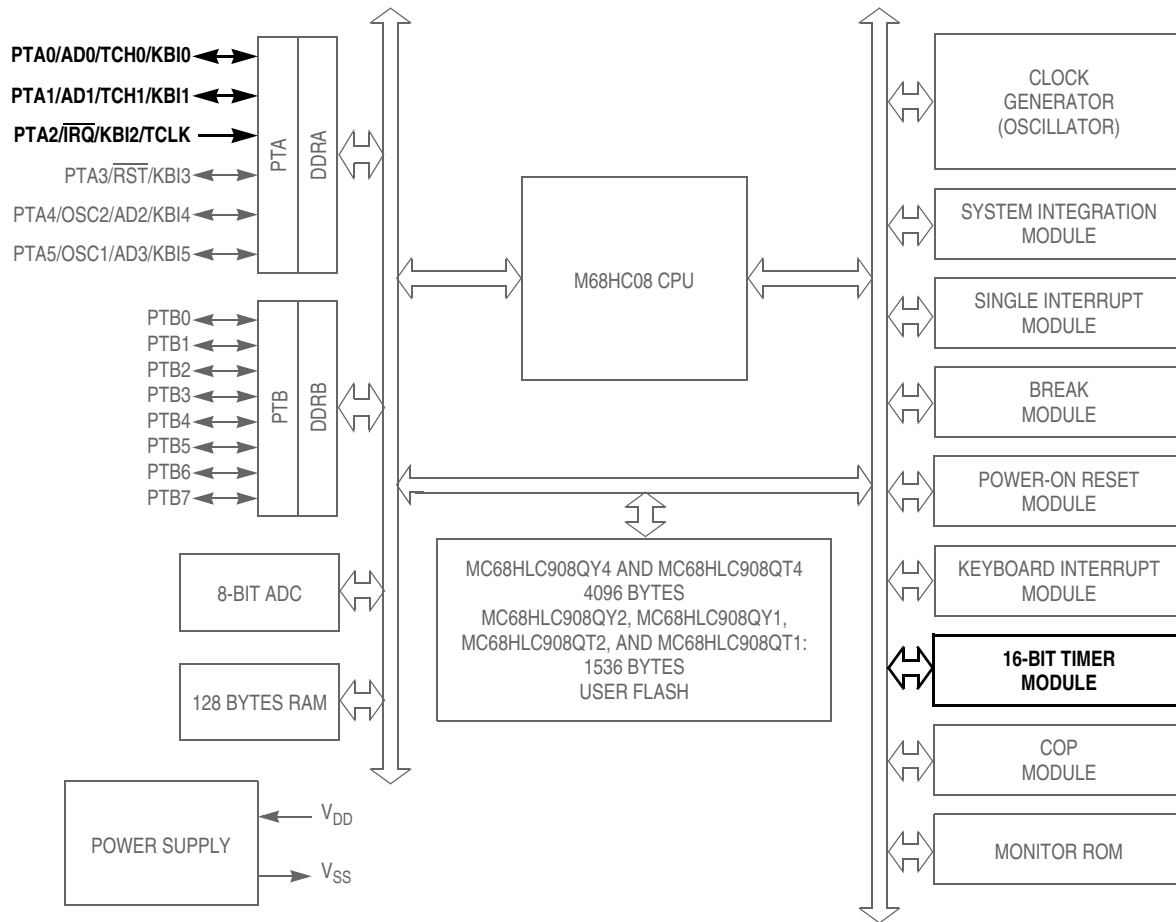 PTA0/AD0/TCH0/KBI0
PTA1/AD1/TCH1/KBI1
PTA2/IRQ/KBI2/TCLK
PTA3/RST/KBI3
PTA4/OSC2/AD2/KBI4
PTA5/OSC1/AD3/KBI5
PTA
DDRA
PTB0
PTB1
PTB2
PTB3
PTB4
PTB5
PTB6
PTB7
PTB
DDRB
8-BIT ADC
128 BYTES RAM
POWER SUPPLY
VDD
VSS
M68HC08 CPU
MC68HLC908QY4 AND MC68HLC908QT4
4096 BYTES
MC68HLC908QY2, MC68HLC908QY1,
MC68HLC908QT2, AND MC68HLC908QT1:
1536 BYTES
USER FLASH
CLOCK
GENERATOR
(OSCILLATOR)
SYSTEM INTEGRATION
MODULE
SINGLE INTERRUPT
MODULE
BREAK
MODULE
POWER-ON RESET
MODULE
KEYBOARD INTERRUPT
MODULE
16-BIT TIMER
MODULE
COP
MODULE
MONITOR ROM